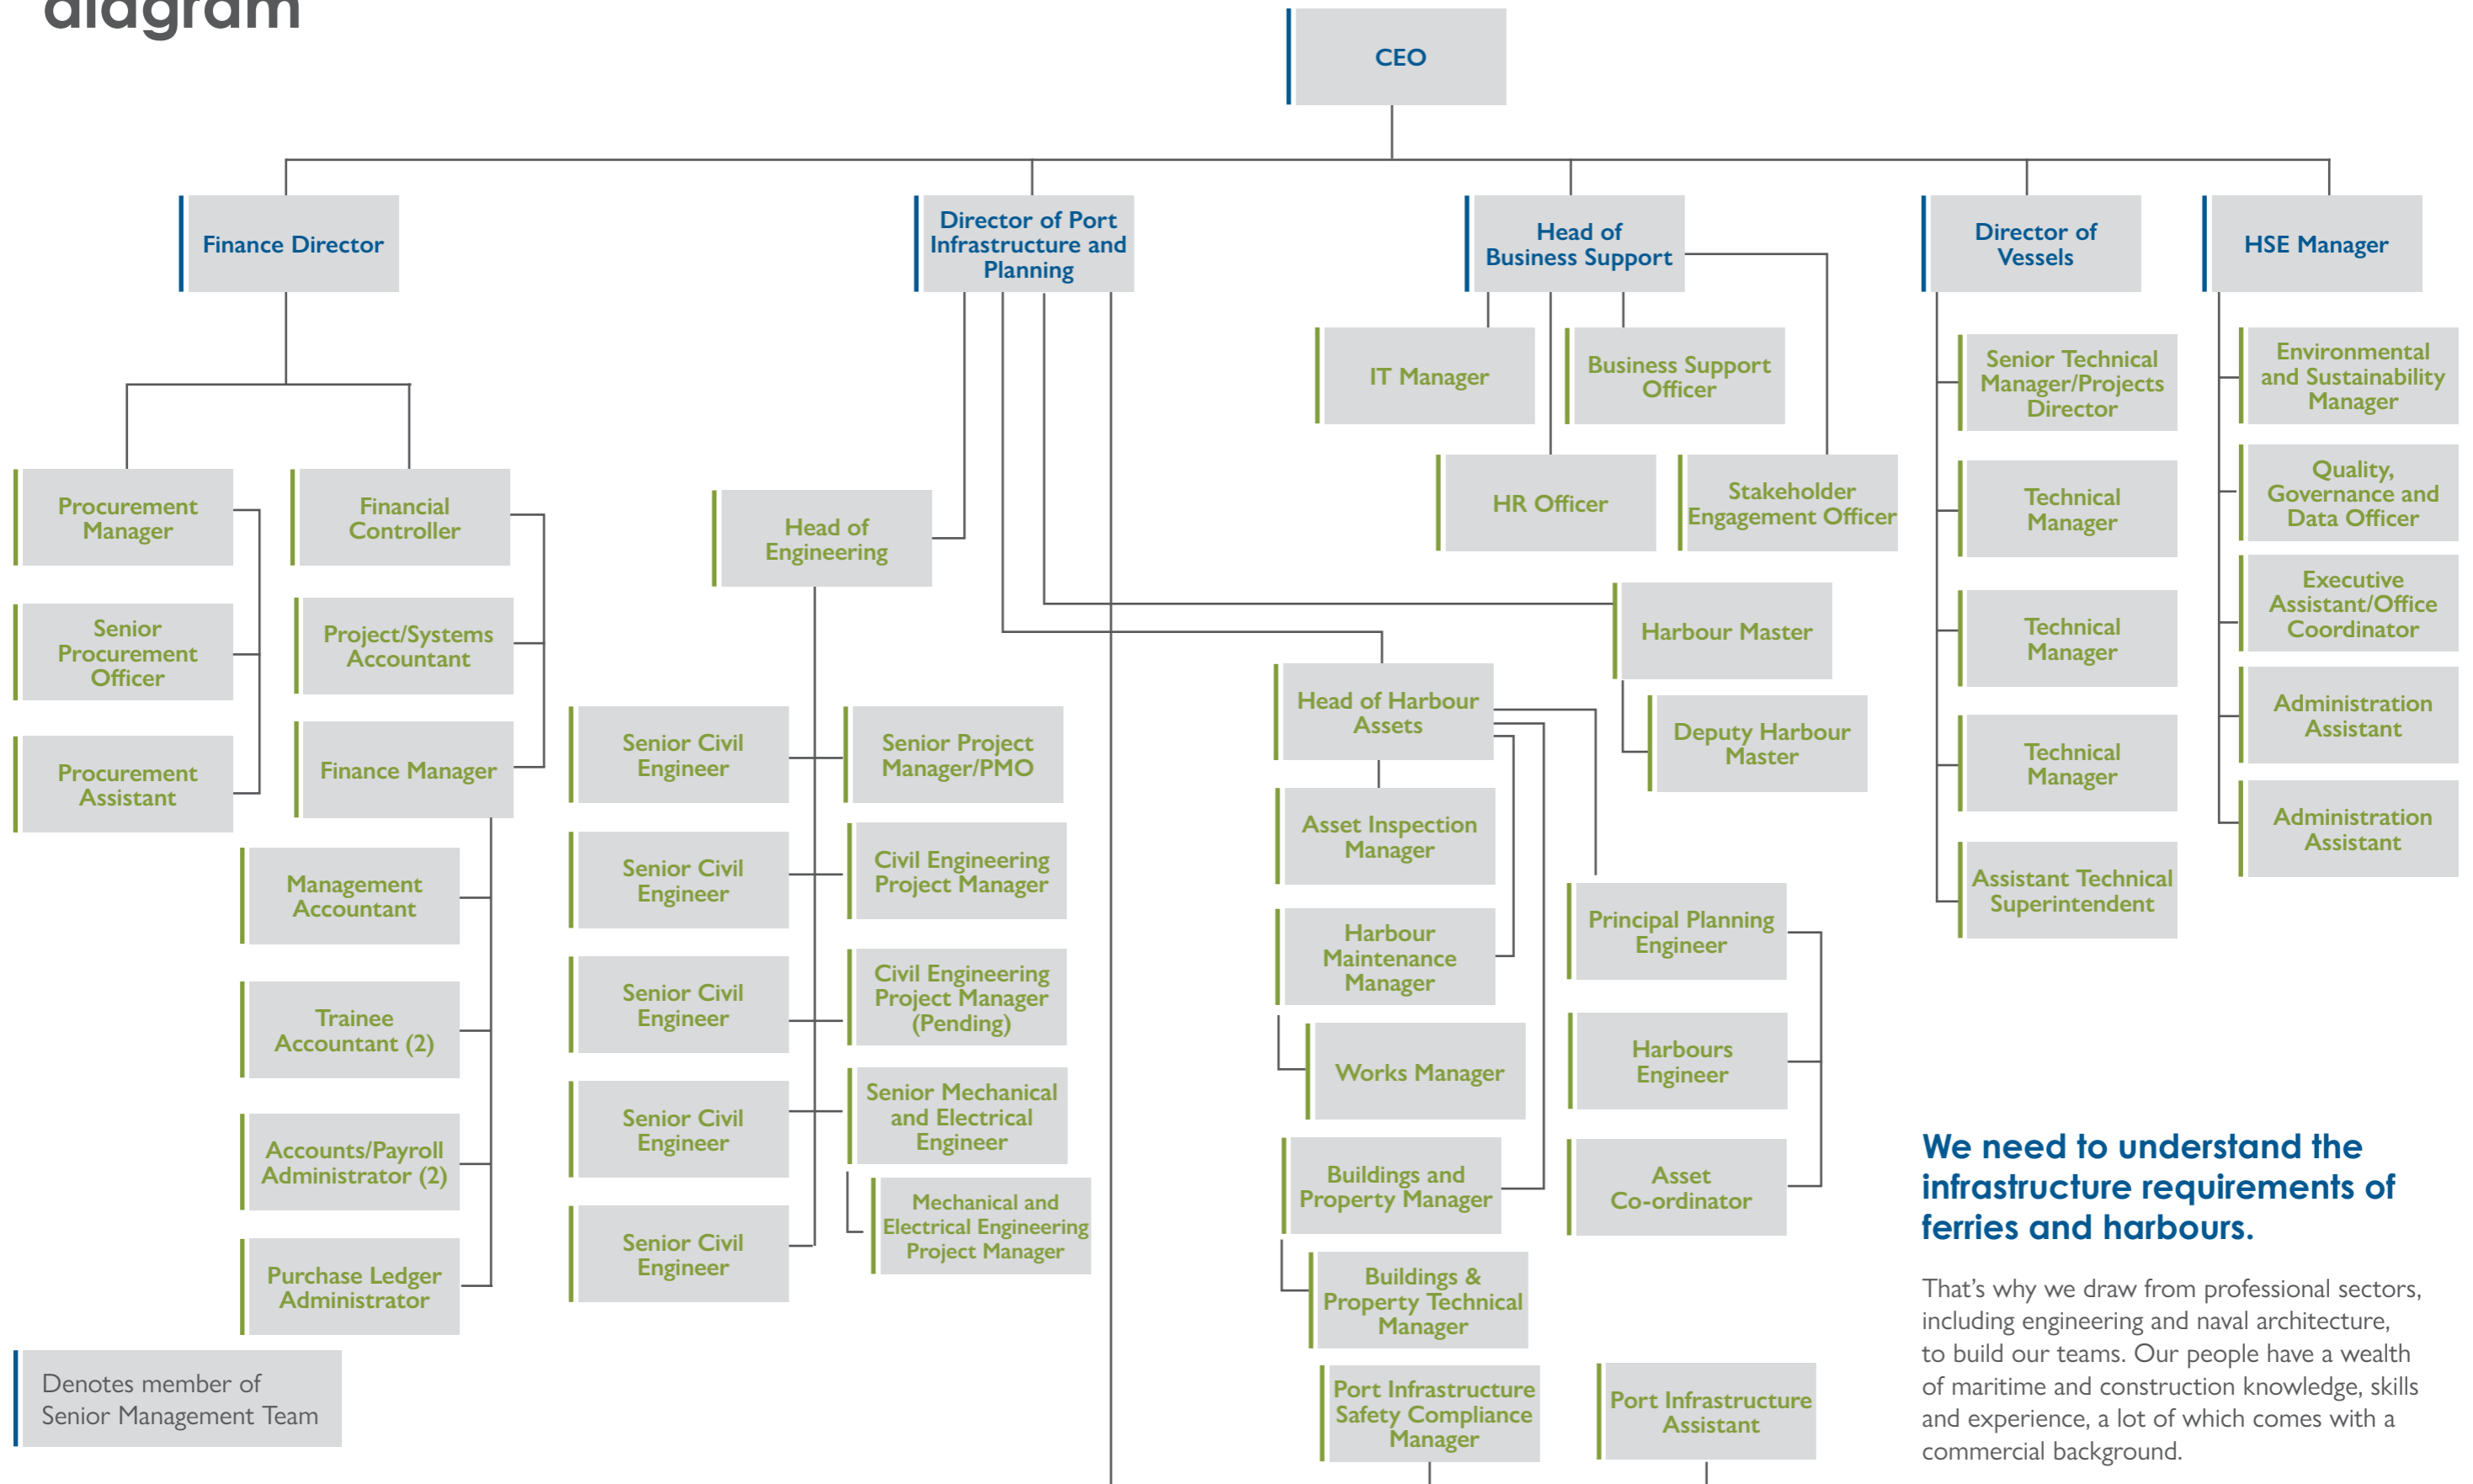 diagram
CEO
Finance Director
Director of Port
Infrastructure and
Planning
Head of
Business Support
Director of
Vessels
HSE Manager
IT Manager
Business Support
Officer
HR Officer
Stakeholder
Engagement Officer
Senior Technical
Manager/Projects
Director
Technical
Manager
Technical
Manager
Technical
Manager
Assistant Technical
Superintendent
Environmental
and Sustainability
Manager
Quality,
Governance and
Data Officer
Executive
Assistant/Office
Coordinator
Administration
Assistant
Administration
Assistant
Procurement
Manager
Senior
Procurement
Officer
Procurement
Assistant
Financial
Controller
Project/Systems
Accountant
Finance Manager
Management
Accountant
Trainee
Accountant (2)
Accounts/Payroll
Administrator (2)
Purchase Ledger
Administrator
Head of
Engineering
Senior Civil
Engineer
Senior Civil
Engineer
Senior Civil
Engineer
Senior Civil
Engineer
Senior Civil
Engineer
Senior Project
Manager/PMO
Civil Engineering
Project Manager
Civil Engineering
Project Manager
(Pending)
Senior Mechanical
and Electrical
Engineer
Mechanical and
Electrical Engineering
Project Manager
Harbour Master
Deputy Harbour
Master
Head of Harbour
Assets
Asset Inspection
Manager
Harbour
Maintenance
Manager
Works Manager
Buildings and
Property Manager
Buildings &
Property Technical
Manager
Principal Planning
Engineer
Harbours
Engineer
Asset
Co-ordinator
Port Infrastructure
Safety Compliance
Manager
Port Infrastructure
Assistant
Denotes member of
Senior Management Team
We need to understand the
infrastructure requirements of
ferries and harbours.
That’s why we draw from professional sectors,
including engineering and naval architecture,
to build our teams. Our people have a wealth
of maritime and construction knowledge, skills
and experience, a lot of which comes with a
commercial background.